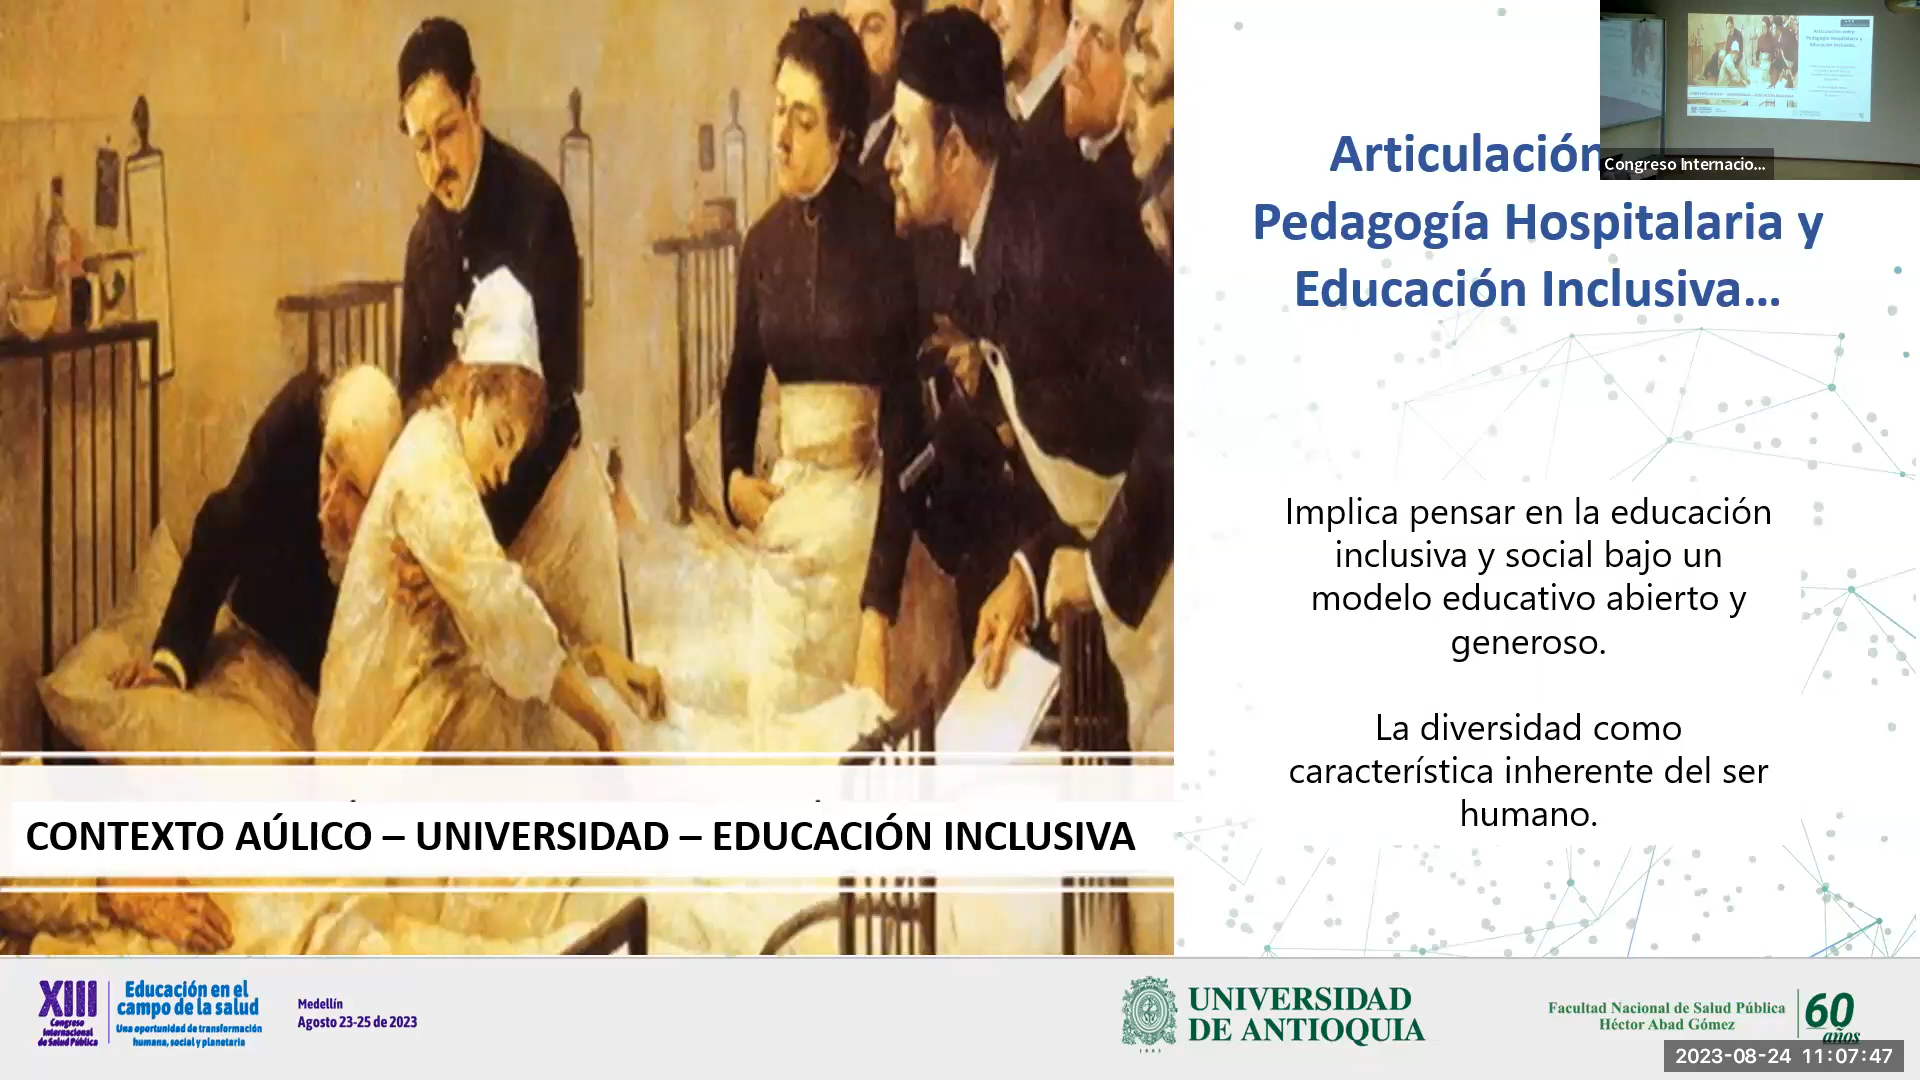 Articulación
Pedagogía Hospitalaria y
Educación Inclusiva...
Congreso Internacio...
Implica pensar en la educación
inclusiva y social bajo un
modelo educativo abierto y
generoso.
La diversidad como
característica inherente del ser
humano.
CONTEXTO AÚLICO – UNIVERSIDAD – EDUCACIÓN INCLUSIVA
XIII
Congreso
Internacional
de Salud Pública
Educación en el
campo de la salud
Una oportunidad de transformación
humana, social y planetaria
Medellín
Agosto 23-25 de 2023
UNIVERSIDAD
DE ANTIOQUIA
1803
Facultad Nacional de Salud Pública
Héctor Abad Gómez
60
años
2023-08-24 11:07:47